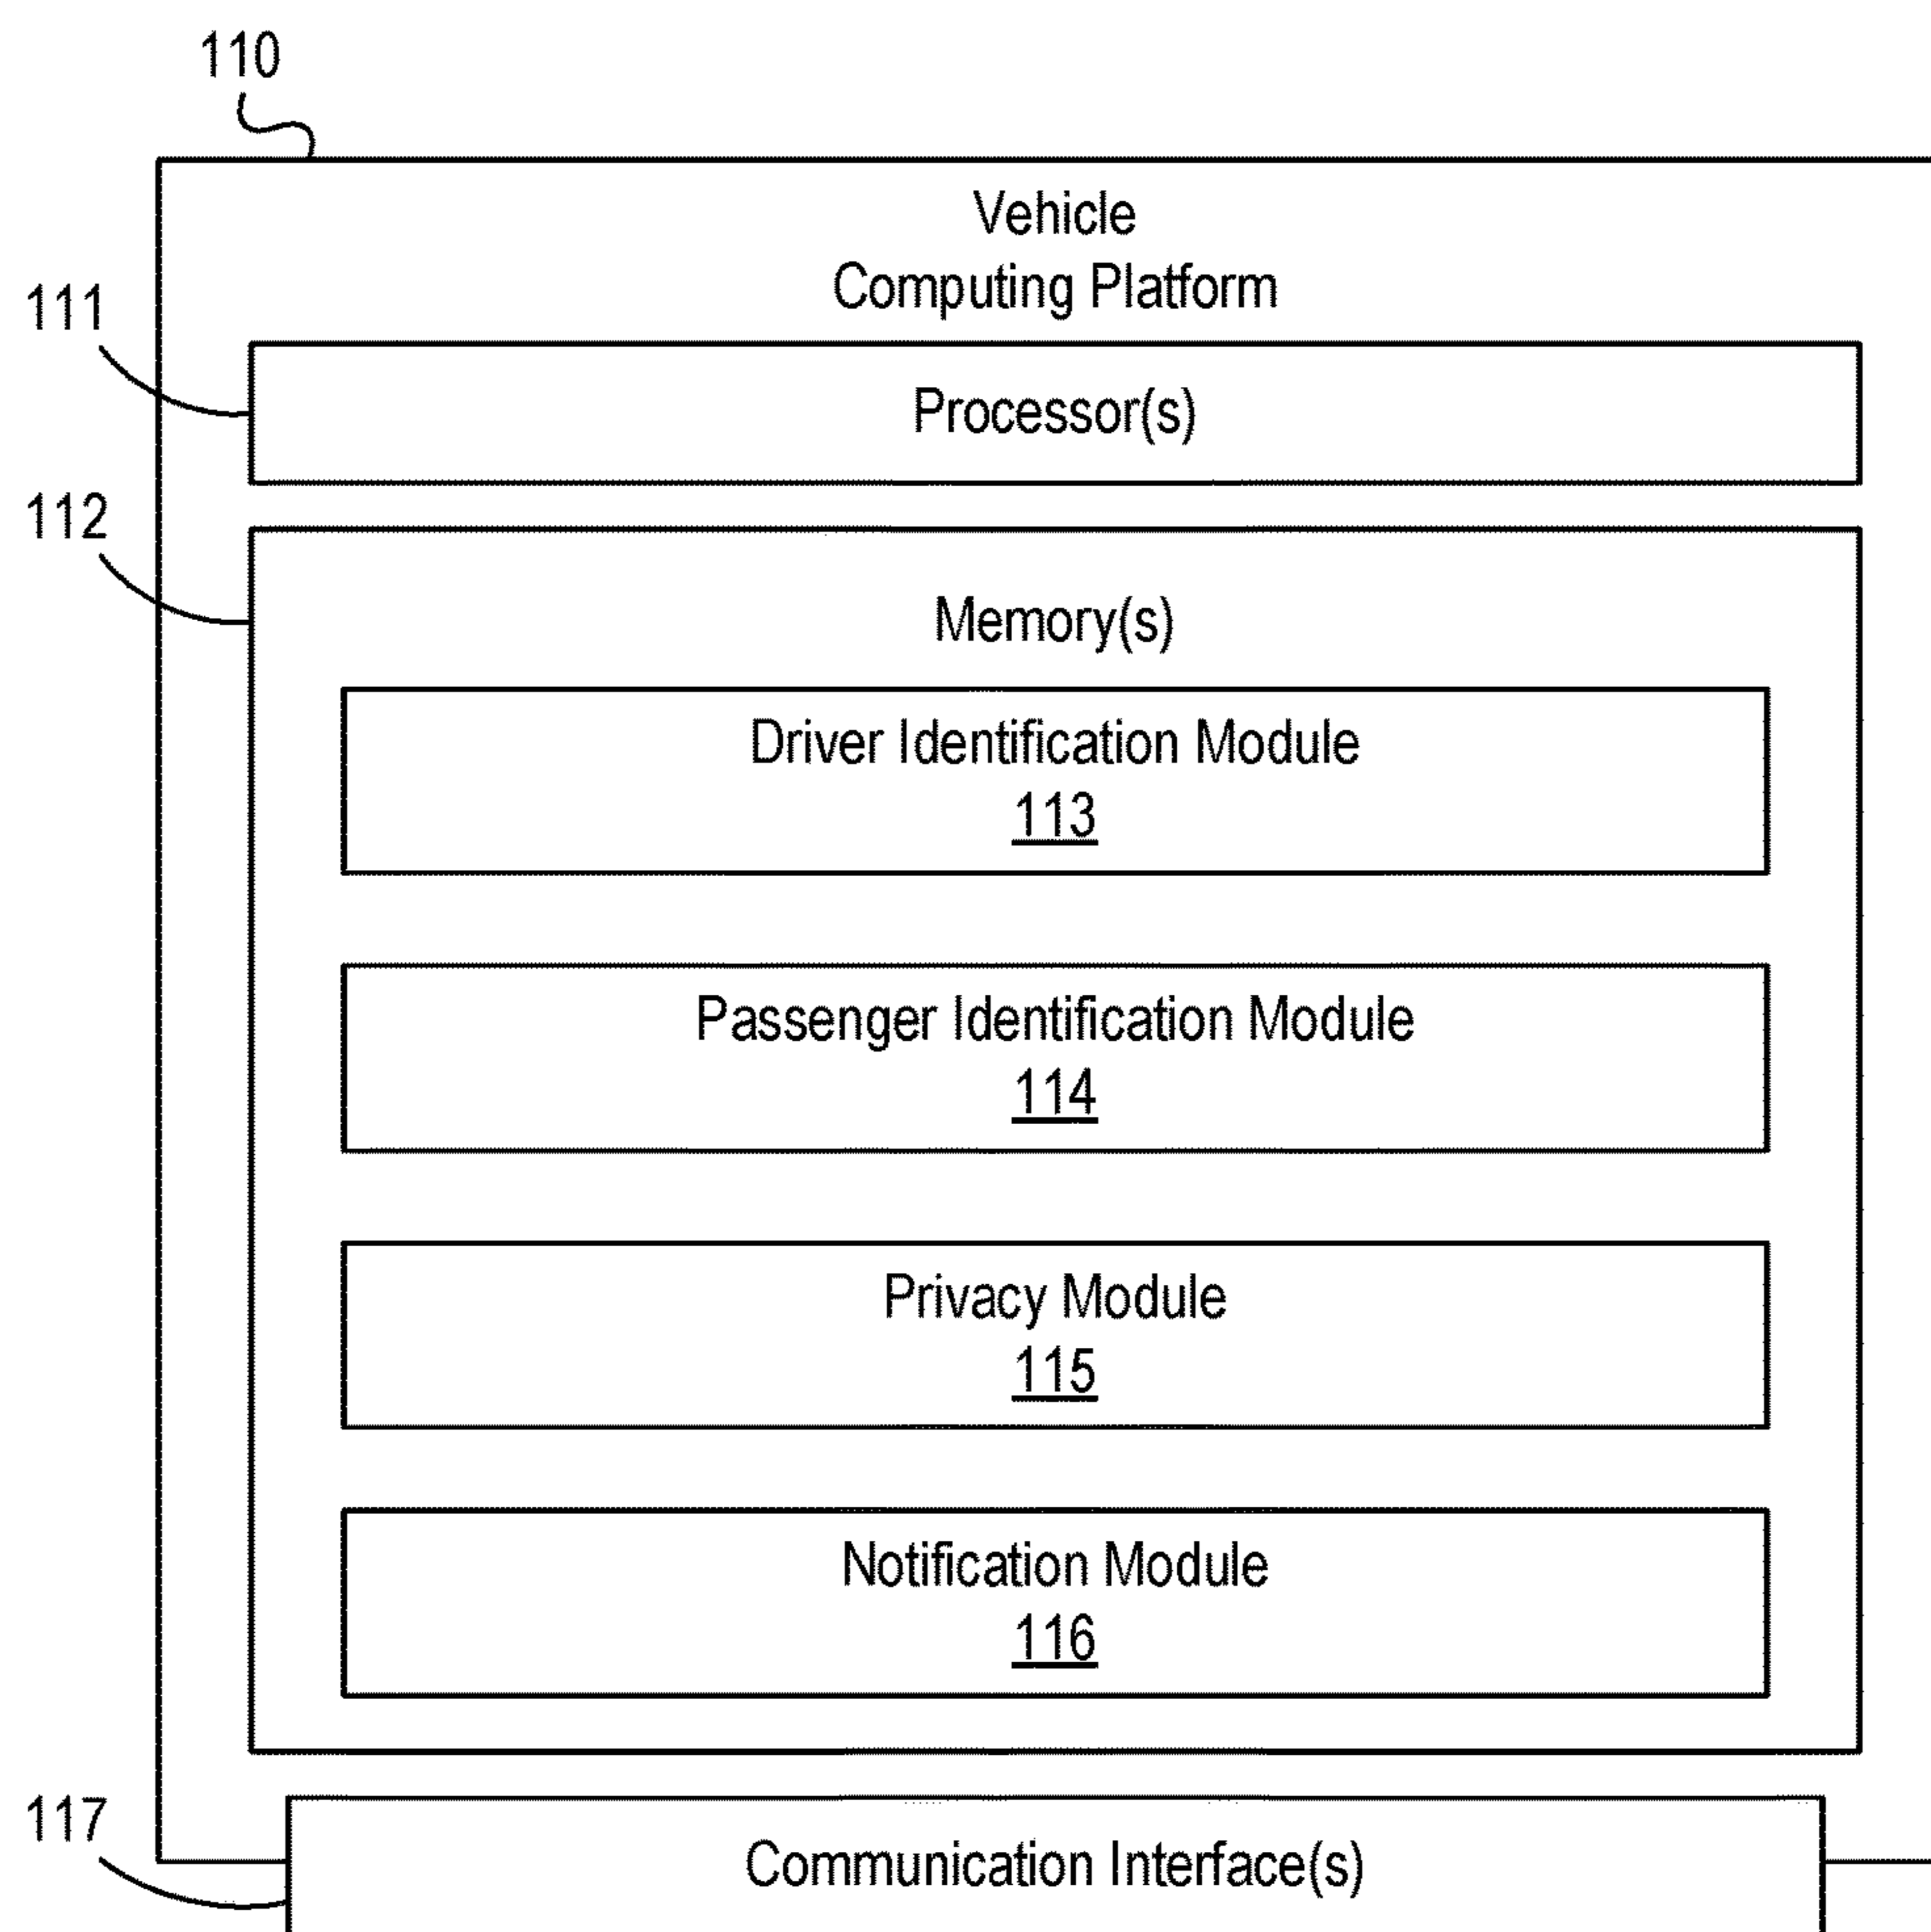 110
Vehicle
Computing Platform
111
Processor(s)
112
Memory(s)
Driver Identification Module
113
Passenger Identification Module
114
Privacy Module
115
Notification Module
116
117
Communication Interface(s)